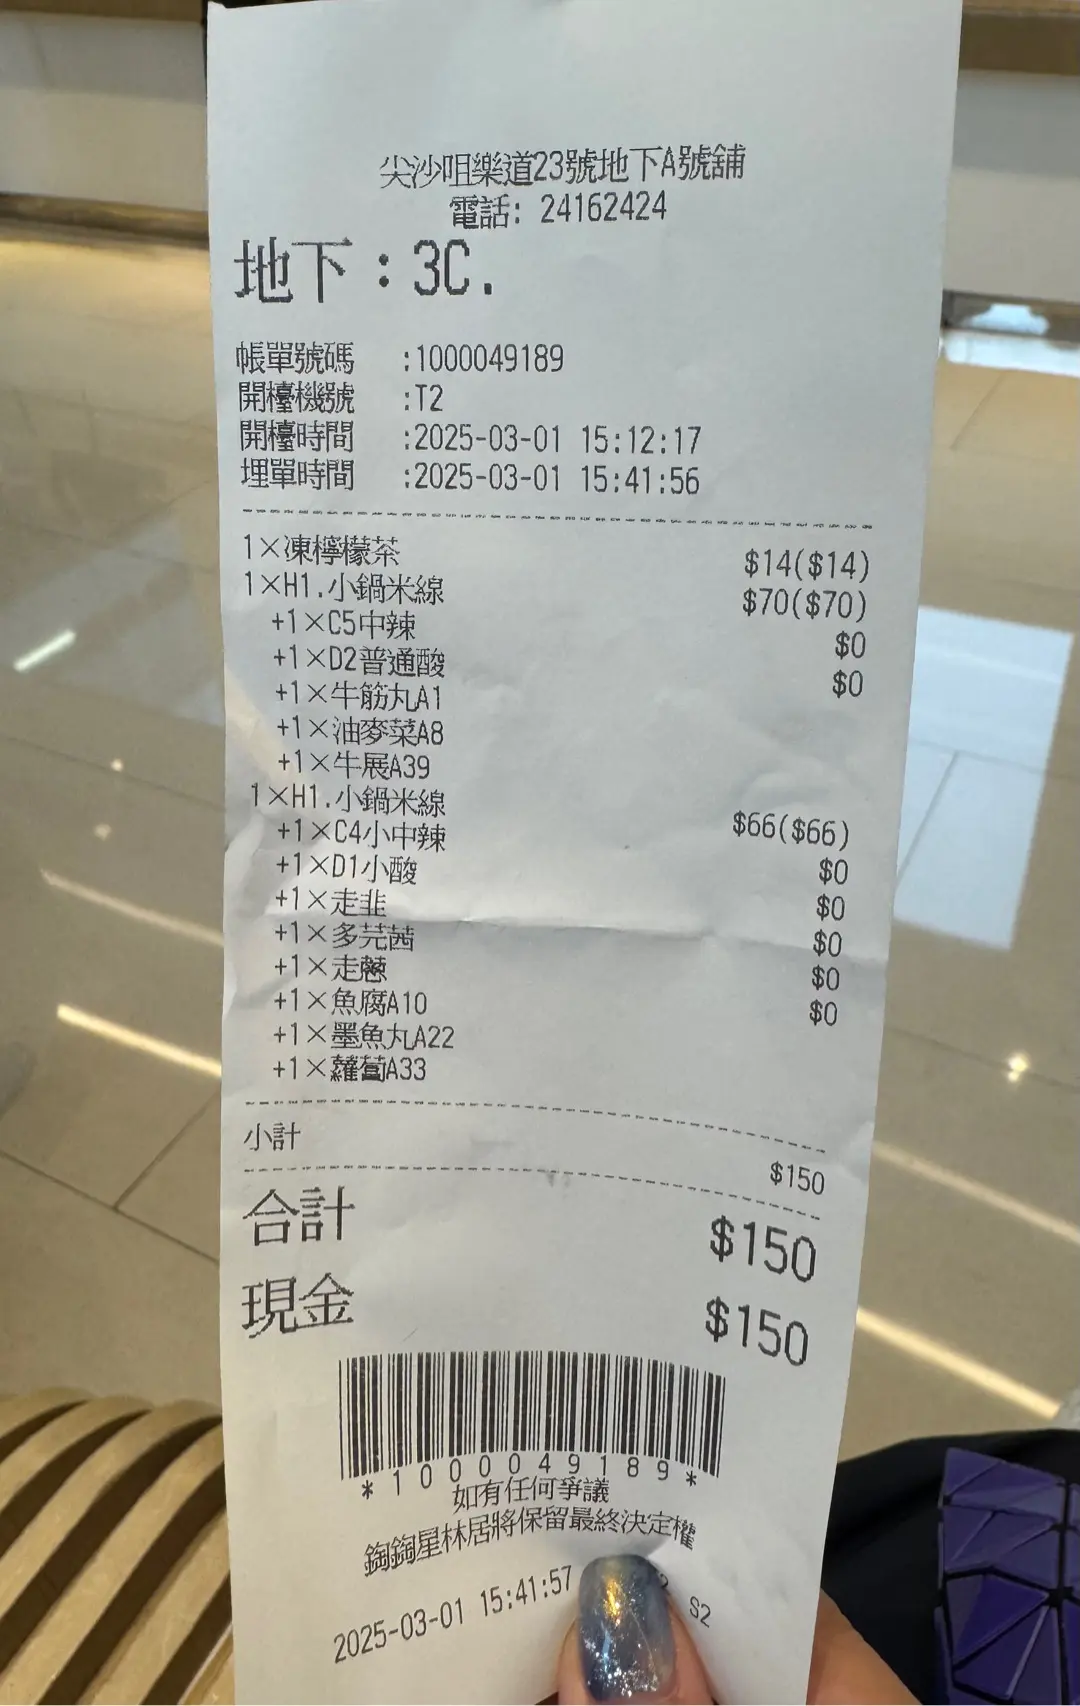 尖沙咀樂道23號地下A號舖
電話: 24162424
地下：3C.
帳單號碼 :1000049189
開檯機號 :T2
開檯時間 :2025-03-01 15:12:17
埋單時間 :2025-03-01 15:41:56
1×凍檸檬茶 $14($14)
1×H1.小鍋米線 $70($70)
+1×C5中辣 $0
+1×D2普通酸 $0
+1×牛筋丸A1
+1×油麥菜A8
+1×牛展A39
1×H1.小鍋米線 $66($66)
+1×C4小中辣 $0
+1×D1小酸 $0
+1×走韭 $0
+1×多芫茜 $0
+1×走蔥 $0
+1×魚腐A10
+1×墨魚丸A22
+1×蘿蔔A33
小計 $150
合計 $150
現金 $150
*1000049189*
如有任何爭議
鍧鍧星林居將保留最終決定權
2025-03-01 15:41:57 S2